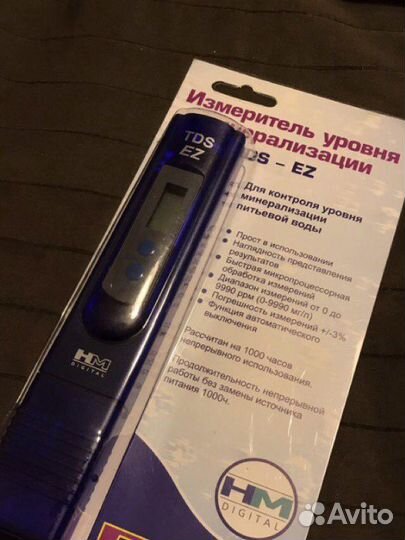 Измеритель уровня
минерализации
TDS – EZ
TDS
EZ
Для контроля уровня
минерализации
питьевой воды
• Прост в использовании
• Наглядность представления
результатов
• Быстрая микропроцессорная
обработка измерений
• Диапазон измерений от 0 до
9990 ppm (0-9990 мг/л)
• Погрешность измерений +/-3%
• Функция автоматического
выключения
Рассчитан на 1000 часов
непрерывного использования.
Продолжительность непрерывной
работы без замены источника
питания 1000ч.
HM
DIGITAL
HM
DIGITAL
Avito